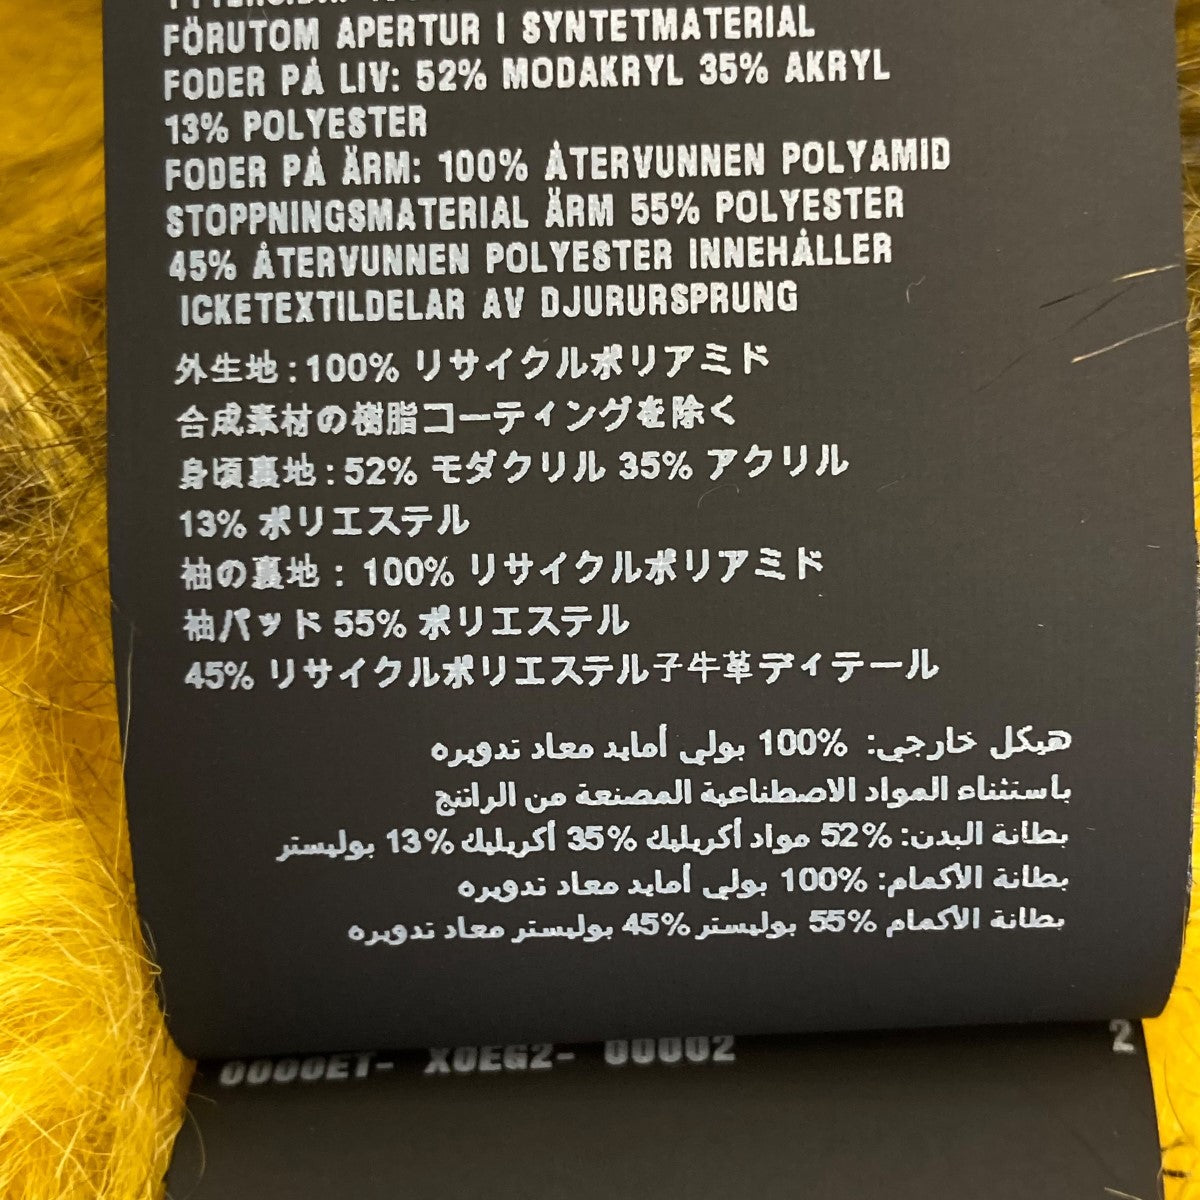 FÖRUTOM APERTUR I SYNTETMATERIAL
FODER PÅ LIV: 52% MODAKRYL 35% AKRYL
13% POLYESTER
FODER PÅ ÄRM: 100% ÅTERVUNNEN POLYAMID
STOPPNINGSMATERIAL ÄRM 55% POLYESTER
45% ÅTERVUNNEN POLYESTER INNEHÅLLER
ICKETEXTILDELAR AV DJURURSPRUNG
外生地:100% リサイクルポリアミド
合成素材の樹脂コーティングを除く
身頃裏地:52% モダクリル 35% アクリル
13% ポリエステル
袖の裏地: 100% リサイクルポリアミド
袖パッド 55% ポリエステル
45% リサイクルポリエステル子牛革ディテール
هيكل خارجي: 100% بولي أمايد معاد تدويره
باستثناء المواد الاصطناعية المصنعة من الراتنج
بطانة البدن: 52% مواد أكريليك 35% أكريليك 13% بوليستر
بطانة الأكمام: 100% بولي أمايد معاد تدويره
بطانة الأكمام 55% بوليستر 45% بوليستر معاد تدويره
0000ET- X0EG2- 00002 2